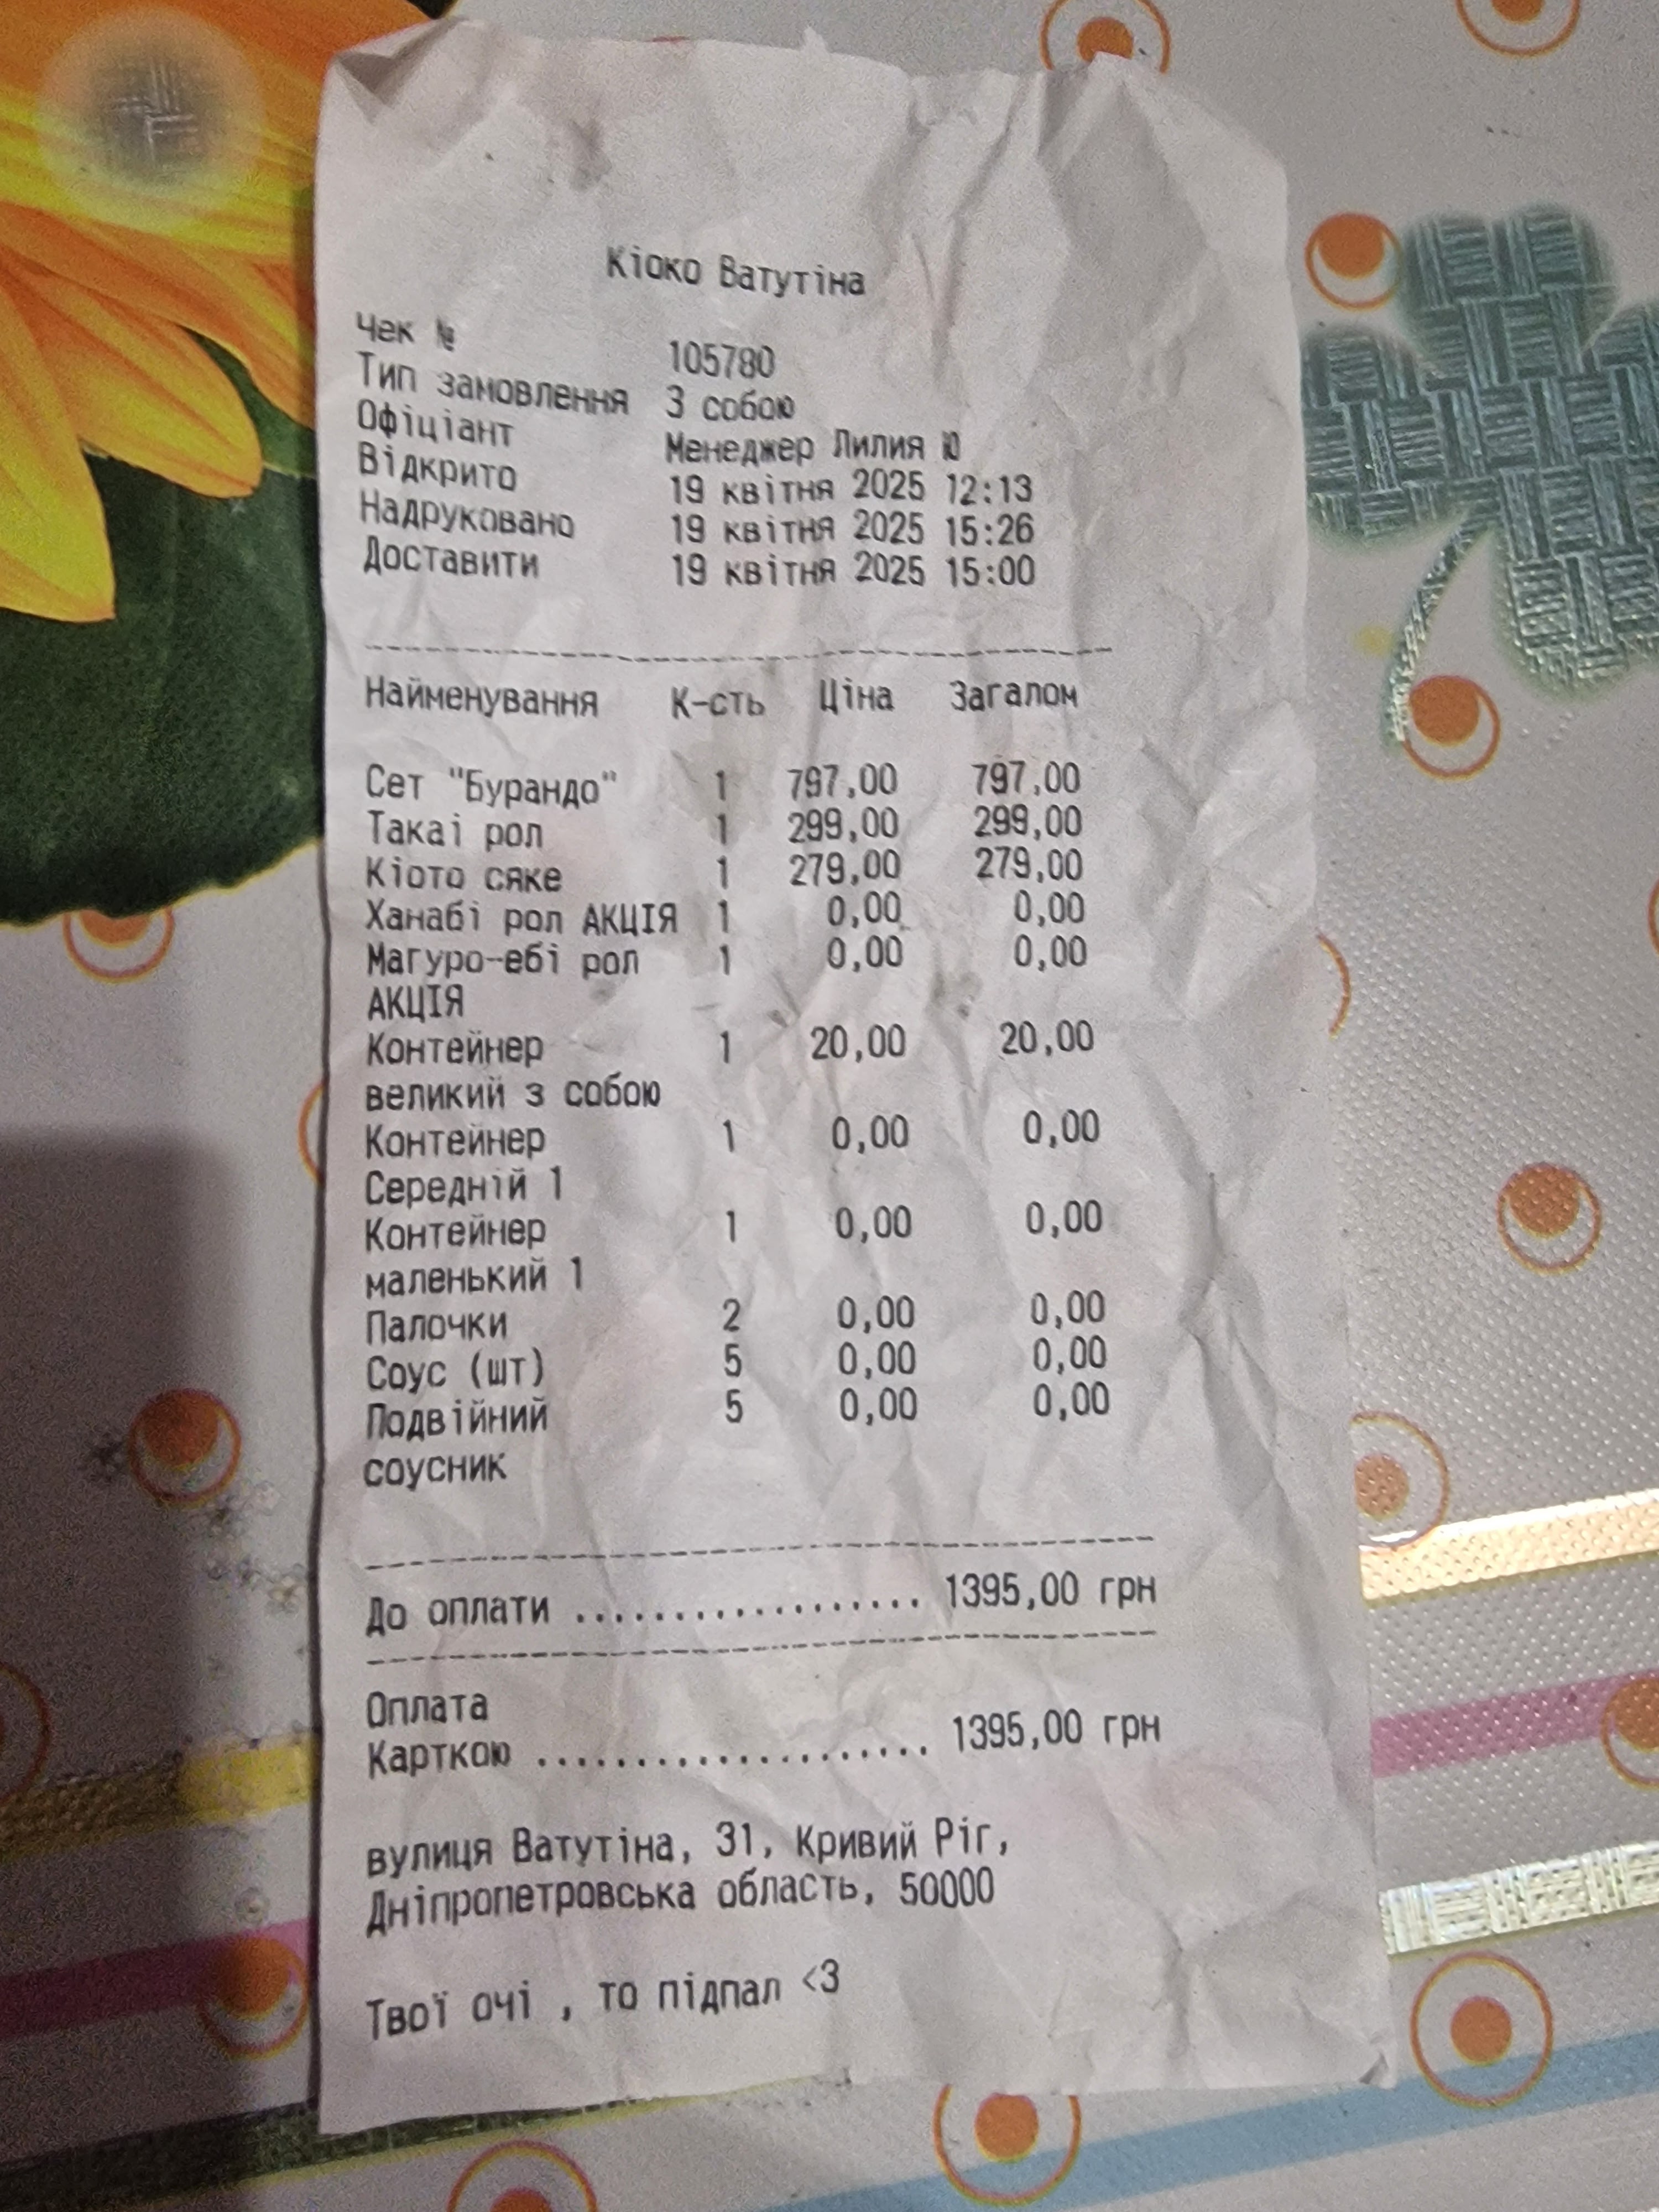 Кіоко Ватутіна
Чек № 105780
Тип замовлення З собою
Офіціант Менеджер Лилия Ю
Відкрито 19 квітня 2025 12:13
Надруковано 19 квітня 2025 15:26
Доставити 19 квітня 2025 15:00
Найменування К-сть Ціна Загалом
Сет "Бурандо" 1 797,00 797,00
Такаі рол 1 299,00 299,00
Кіото сяке 1 279,00 279,00
Ханабі рол АКЦІЯ 1 0,00 0,00
Магуро-ебі рол 1 0,00 0,00
АКЦІЯ
Контейнер 1 20,00 20,00
великий з собою
Контейнер 1 0,00 0,00
Середній 1
Контейнер 1 0,00 0,00
маленький 1
Палочки 2 0,00 0,00
Соус (шт) 5 0,00 0,00
Подвійний 5 0,00 0,00
соусник
До оплати ................... 1395,00 грн
Оплата
Карткою ..................... 1395,00 грн
вулиця Ватутіна, 31, Кривий Ріг,
Дніпропетровська область, 50000
Твої очі , то підпал <3